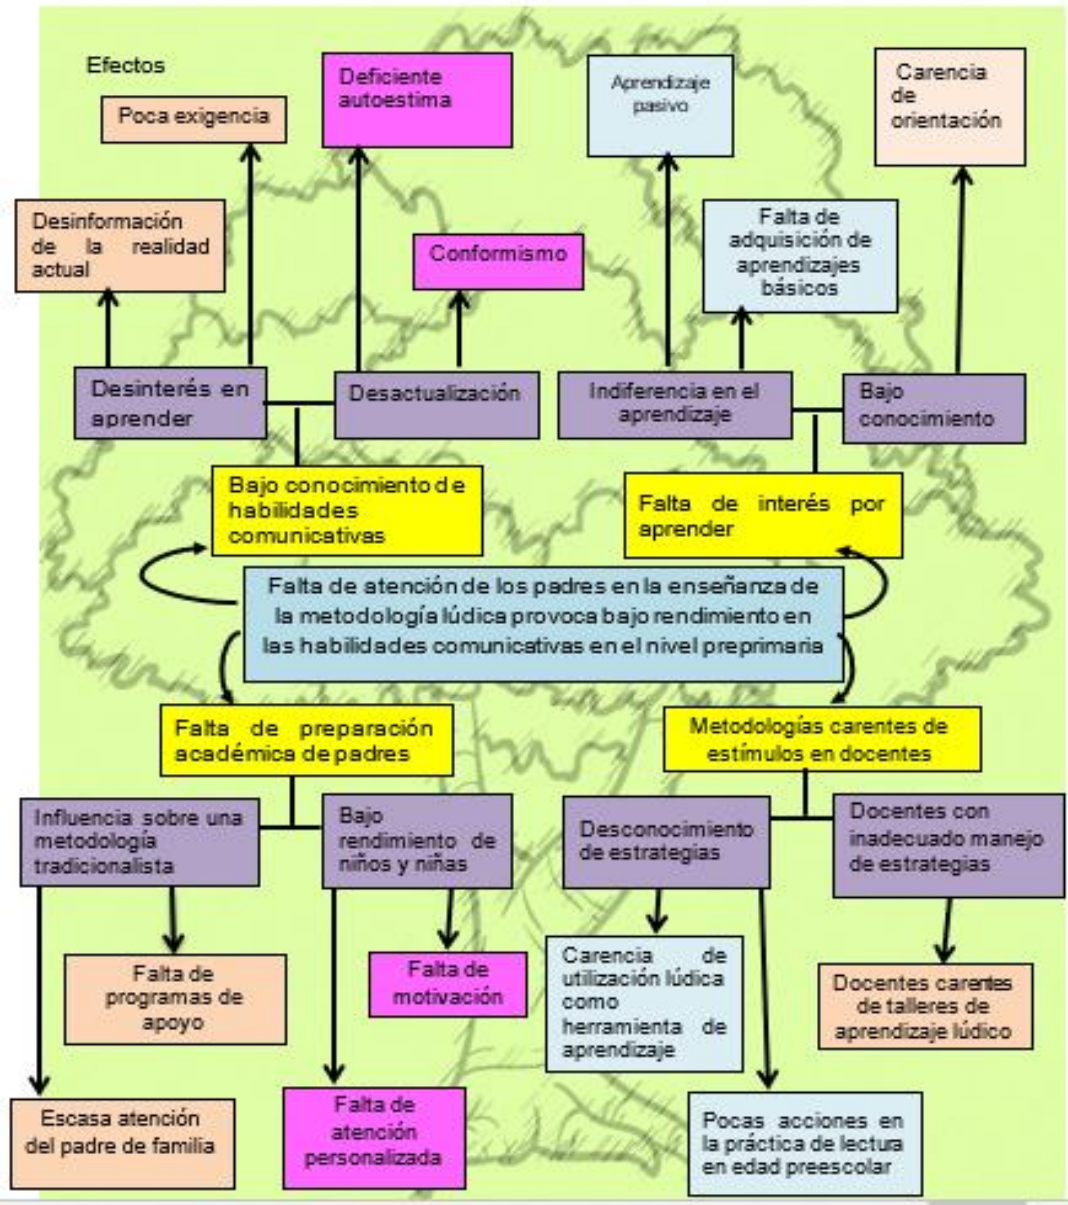 Efectos
Poca exigencia
Deficiente
autoestima
Aprendizaje
pasivo
Carencia
de
orientación
Desinformación
de la realidad
actual
Conformismo
Falta de
adquisición de
aprendizajes
básicos
Desinterés en
aprender
Desactualización
Indiferencia en el
aprendizaje
Bajo
conocimiento
Bajo conocimiento de
habilidades
comunicativas
Falta de interés por
aprender
Falta de atención de los padres en la enseñanza de
la metodología lúdica provoca bajo rendimiento en
las habilidades comunicativas en el nivel preprimaria
Falta de preparación
académica de padres
Metodologías carentes de
estímulos en docentes
Influencia sobre una
metodología
tradicionalista
Bajo
rendimiento de
niños y niñas
Desconocimiento
de estrategias
Docentes con
inadecuado manejo
de estrategias
Falta de
programas de
apoyo
Falta de
motivación
Carencia de
utilización lúdica
como
herramienta de
aprendizaje
Docentes carentes
de talleres de
aprendizaje lúdico
Escasa atención
del padre de familia
Falta de
atención
personalizada
Pocas acciones en
la práctica de lectura
en edad preescolar